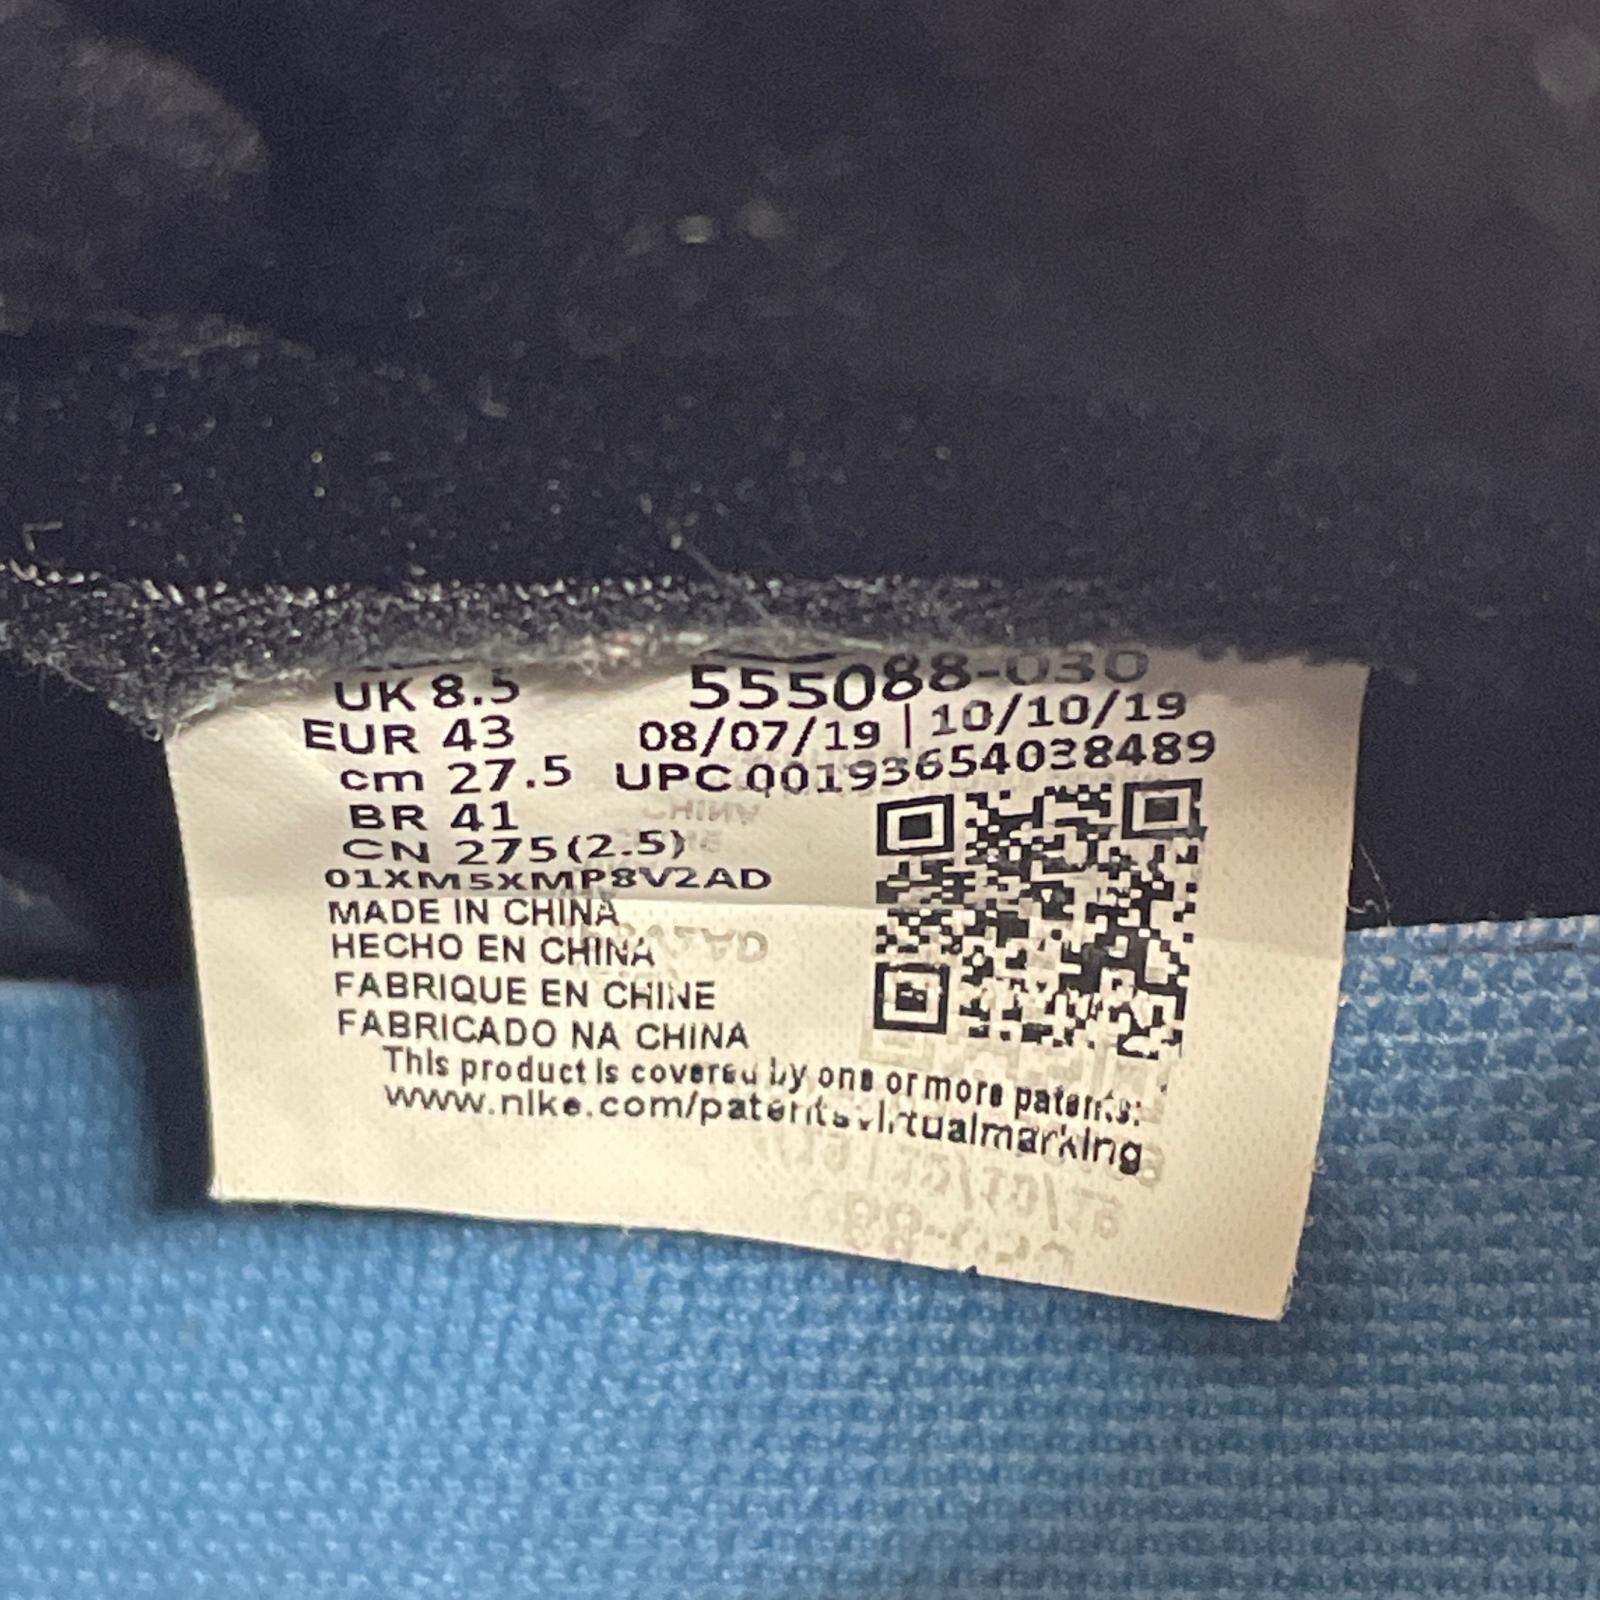 UK 8.5
555088-030
EUR 43
08/07/19 | 10/10/19
cm 27.5
UPC 00193654038489
BR 41
CN 275(2.5)
01XM5XMP8V2AD
MADE IN CHINA
HECHO EN CHINA
FABRIQUE EN CHINE
FABRICADO NA CHINA
This product is covered by one or more patents:
www.nike.com/patentsvirtualmarking